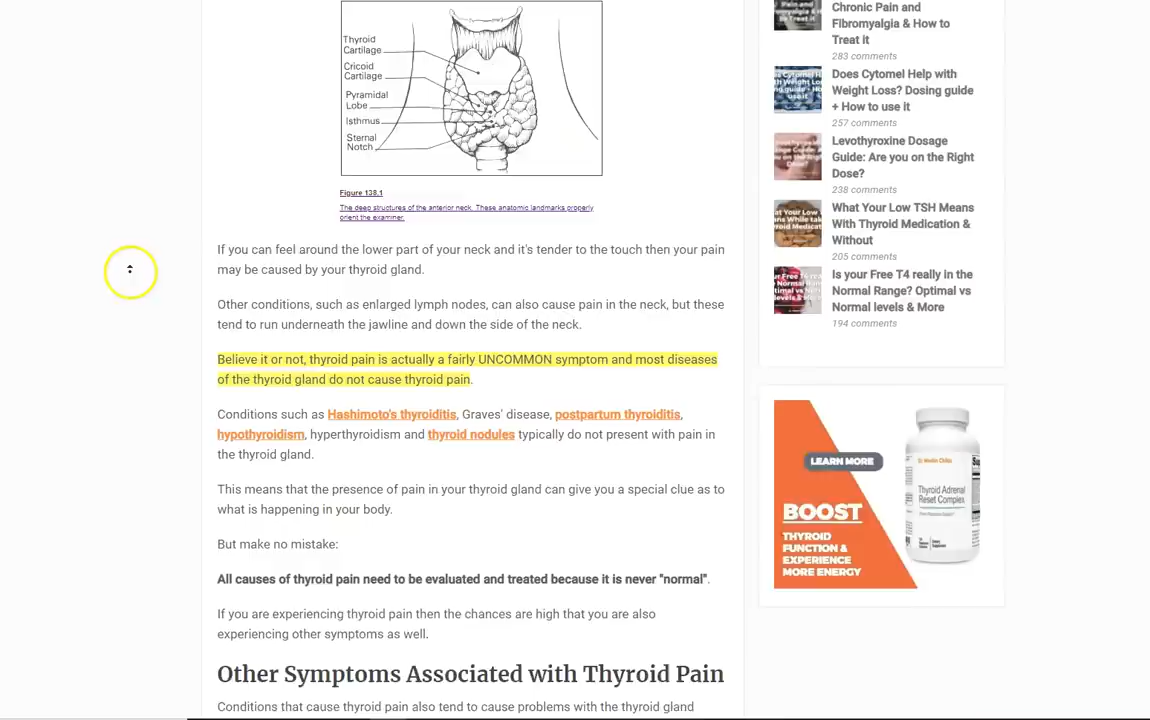 Thyroid
Cartilage
Cricoid
Cartilage
Pyramidal
Lobe
Isthmus
Sternal
Notch
Figure 138.1
The deep structures of the anterior neck. These anatomic landmarks properly
orient the examiner.
If you can feel around the lower part of your neck and it's tender to the touch then your pain
may be caused by your thyroid gland.
Other conditions, such as enlarged lymph nodes, can also cause pain in the neck, but these
tend to run underneath the jawline and down the side of the neck.
Believe it or not, thyroid pain is actually a fairly UNCOMMON symptom and most diseases
of the thyroid gland do not cause thyroid pain.
Conditions such as Hashimoto's thyroiditis, Graves' disease, postpartum thyroiditis,
hypothyroidism, hyperthyroidism and thyroid nodules typically do not present with pain in
the thyroid gland.
This means that the presence of pain in your thyroid gland can give you a special clue as to
what is happening in your body.
But make no mistake:
All causes of thyroid pain need to be evaluated and treated because it is never "normal".
If you are experiencing thyroid pain then the chances are high that you are also
experiencing other symptoms as well.
Other Symptoms Associated with Thyroid Pain
Conditions that cause thyroid pain also tend to cause problems with the thyroid gland
Chronic Pain and
Fibromyalgia & How to
Treat it
283 comments
Does Cytomel Help with
Weight Loss? Dosing guide
+ How to use it
257 comments
Levothyroxine Dosage
Guide: Are you on the Right
Dose?
238 comments
What Your Low TSH Means
With Thyroid Medication &
Without
205 comments
Is your Free T4 really in the
Normal Range? Optimal vs
Normal levels & More
194 comments
LEARN MORE
BOOST
THYROID
FUNCTION &
EXPERIENCE
MORE ENERGY
Thyroid Adrenal
Reset Complex